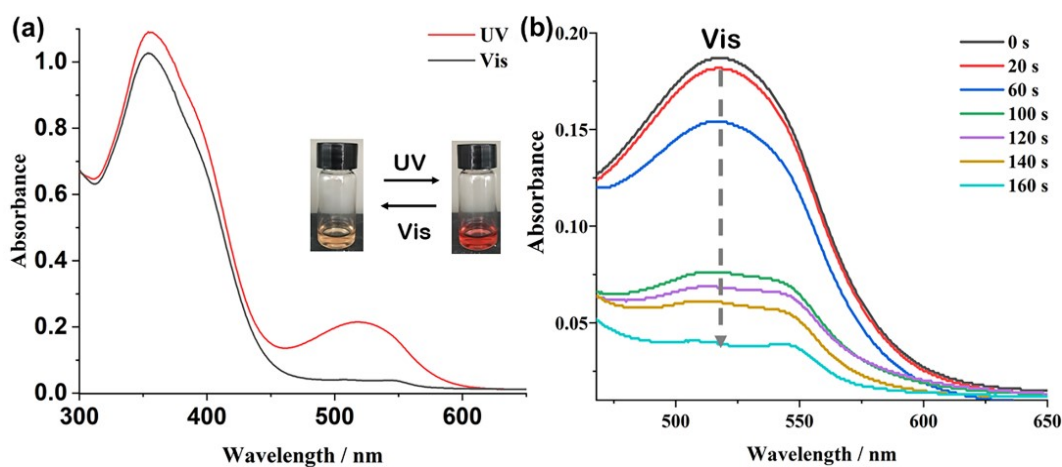 (a)
UV
Vis
1.0
0.8
0.6
0.4
0.2
0.0
Absorbance
300
400
500
600
Wavelength / nm
UV
Vis
(b)
Vis
0 s
20 s
60 s
100 s
120 s
140 s
160 s
0.20
0.15
0.10
0.05
Absorbance
500
550
600
650
Wavelength / nm